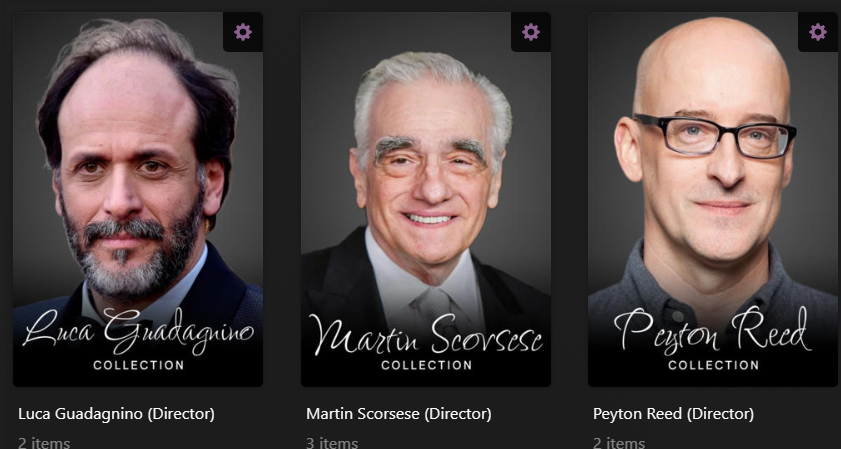 Luca Guadagnino
COLLECTION
Luca Guadagnino (Director)
2 items
Martin Scorsese
COLLECTION
Martin Scorsese (Director)
3 items
Peyton Reed
COLLECTION
Peyton Reed (Director)
2 items